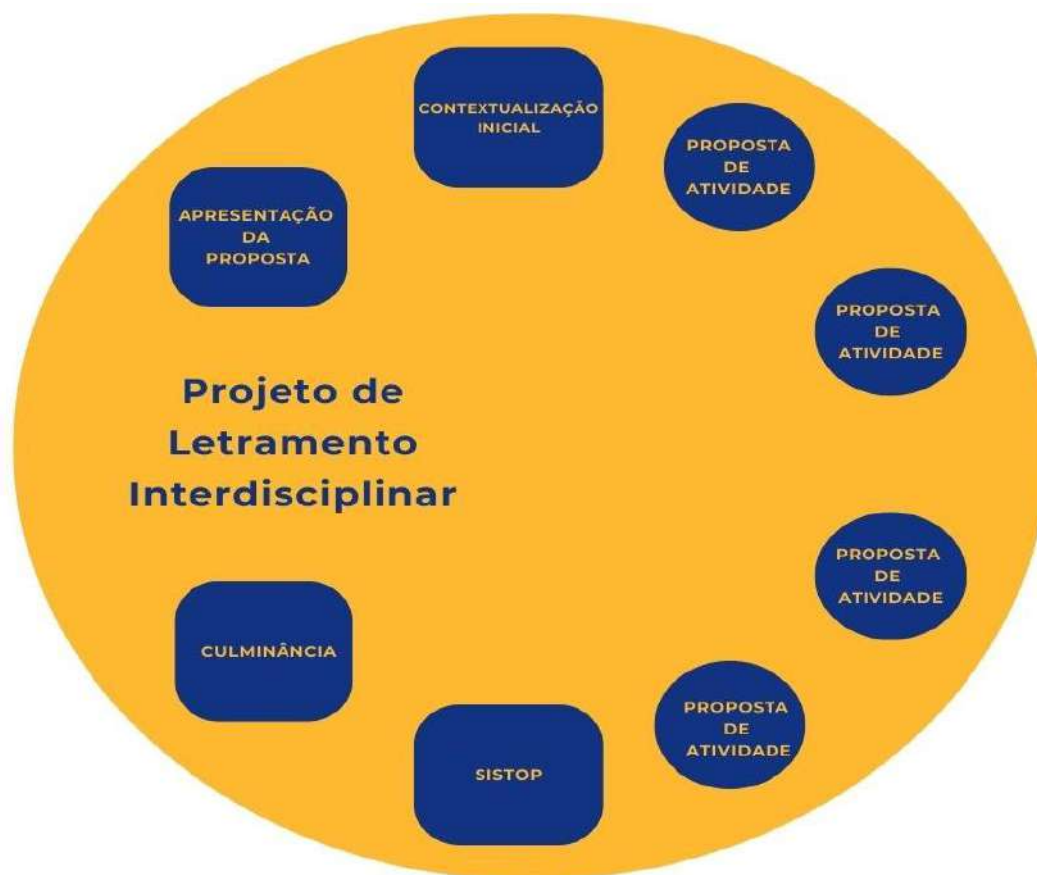 CONTEXTUALIZAÇÃO
INICIAL
PROPOSTA
DE
ATIVIDADE
APRESENTAÇÃO
DA
PROPOSTA
PROPOSTA
DE
ATIVIDADE
Projeto de
Letramento
Interdisciplinar
PROPOSTA
DE
ATIVIDADE
CULMINÂNCIA
PROPOSTA
DE
ATIVIDADE
SISTOP